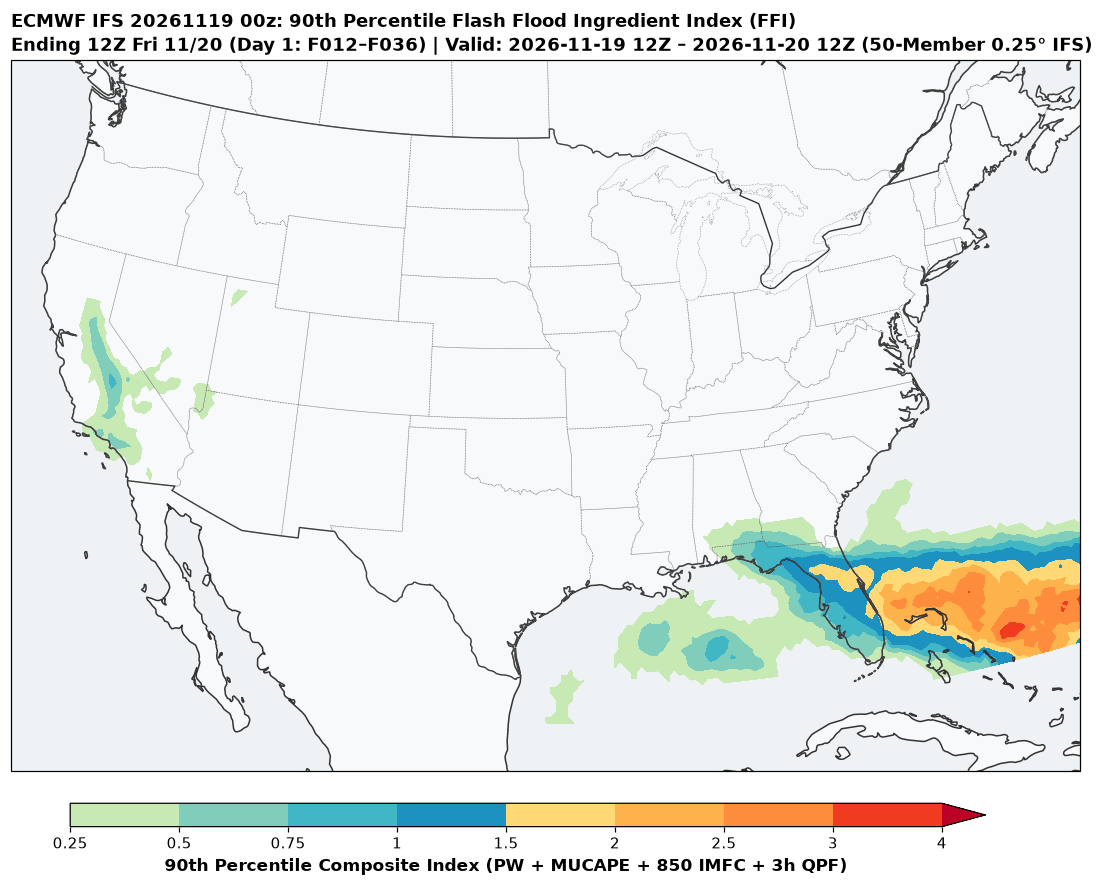 ECMWF IFS 20261119 00z: 90th Percentile Flash Flood Ingredient Index (FFI)
Ending 12Z Fri 11/20 (Day 1: F012–F036) | Valid: 2026-11-19 12Z – 2026-11-20 12Z (50-Member 0.25° IFS)
0.25 0.5 0.75 1 1.5 2 2.5 3 4
90th Percentile Composite Index (PW + MUCAPE + 850 IMFC + 3h QPF)